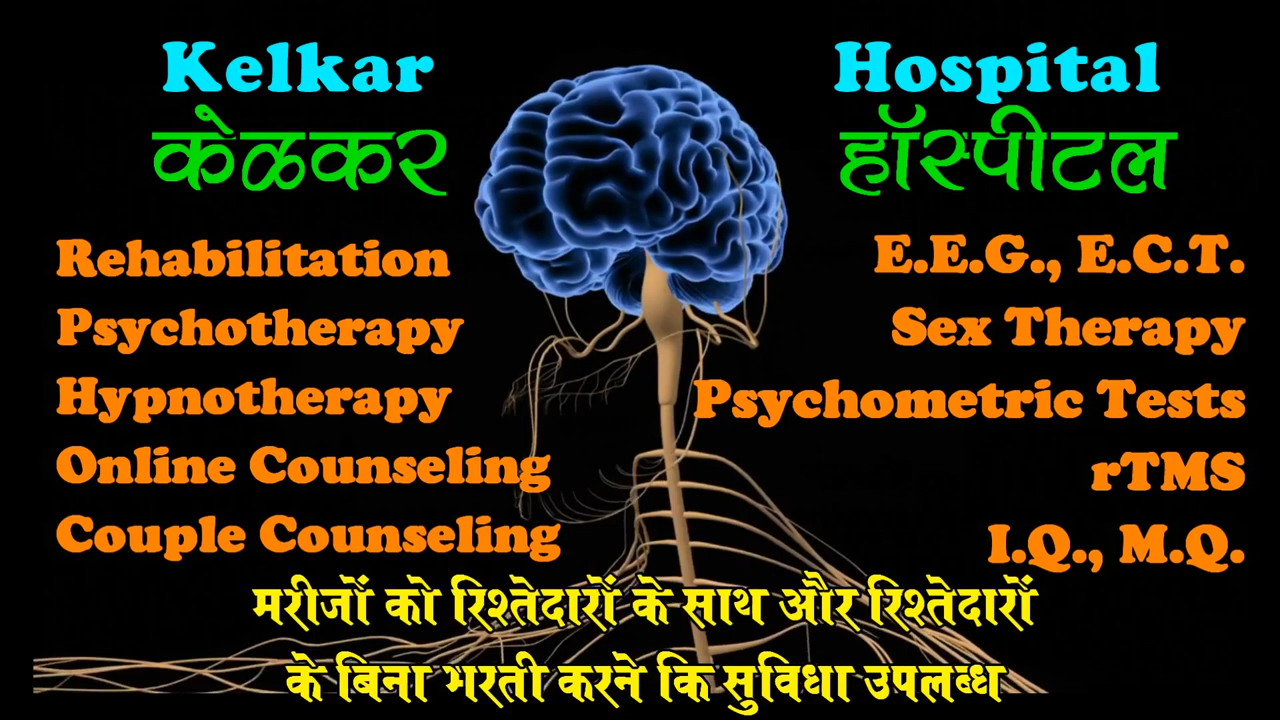 Kelkar Hospital
केळकर हॉस्पीटल
Rehabilitation
Psychotherapy
Hypnotherapy
Online Counseling
Couple Counseling
E.E.G., E.C.T.
Sex Therapy
Psychometric Tests
rTMS
I.Q., M.Q.
मरीजों को रिश्तेदारों के साथ और रिश्तेदारों
के बिना भरती करने कि सुविधा उपलब्ध